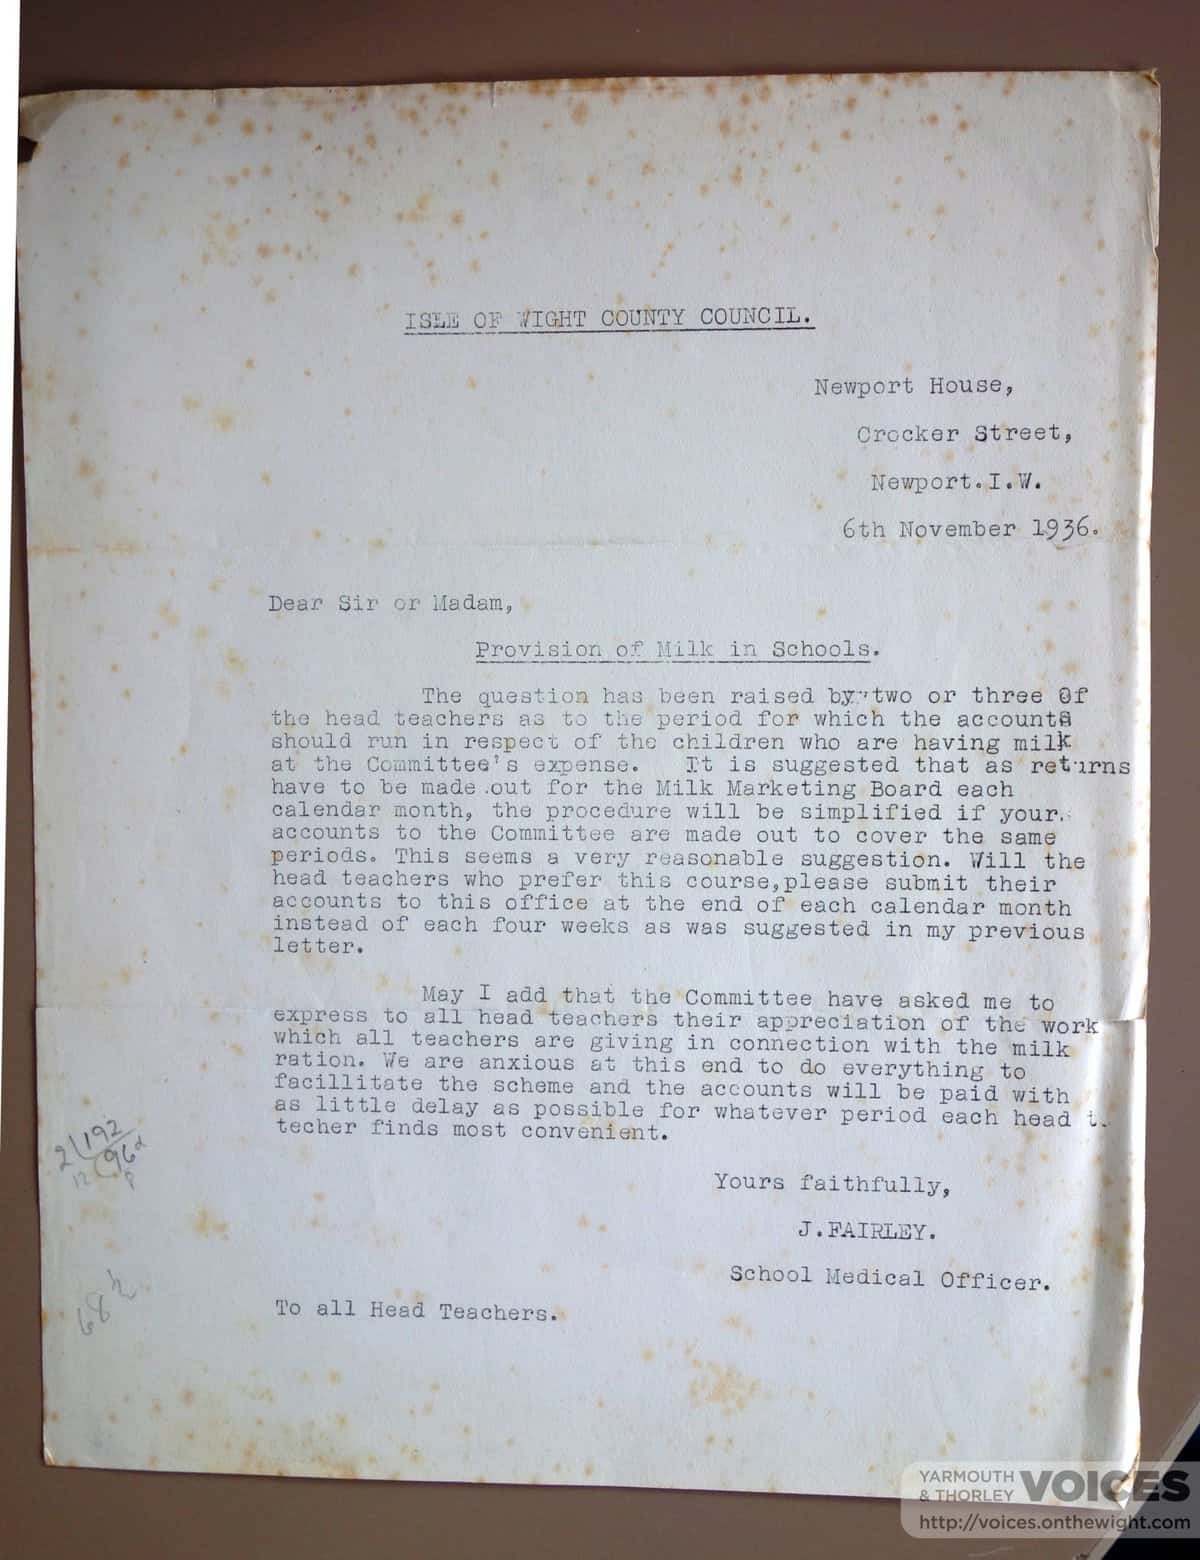 ISLE OF WIGHT COUNTY COUNCIL.
Newport House,
Crocker Street,
Newport.I.W.
6th November 1936.
Dear Sir or Madam,
Provision of Milk in Schools.
The question has been raised by two or three of
the head teachers as to the period for which the accounts
should run in respect of the children who are having milk
at the Committee's expense. It is suggested that as returns
have to be made out for the Milk Marketing Board each
calendar month, the procedure will be simplified if your
accounts to the Committee are made out to cover the same
periods. This seems a very reasonable suggestion. Will the
head teachers who prefer this course,please submit their
accounts to this office at the end of each calendar month
instead of each four weeks as was suggested in my previous
letter.
May I add that the Committee have asked me to
express to all head teachers their appreciation of the work
which all teachers are giving in connection with the milk
ration. We are anxious at this end to do everything to
facillitate the scheme and the accounts will be paid with
as little delay as possible for whatever period each head t.
techer finds most convenient.
Yours faithfully,
J.FAIRLEY.
School Medical Officer.
To all Head Teachers.
2)192
12 (96d
8
68½
YARMOUTH & THORLEY VOICES
http://voices.onthewight.com